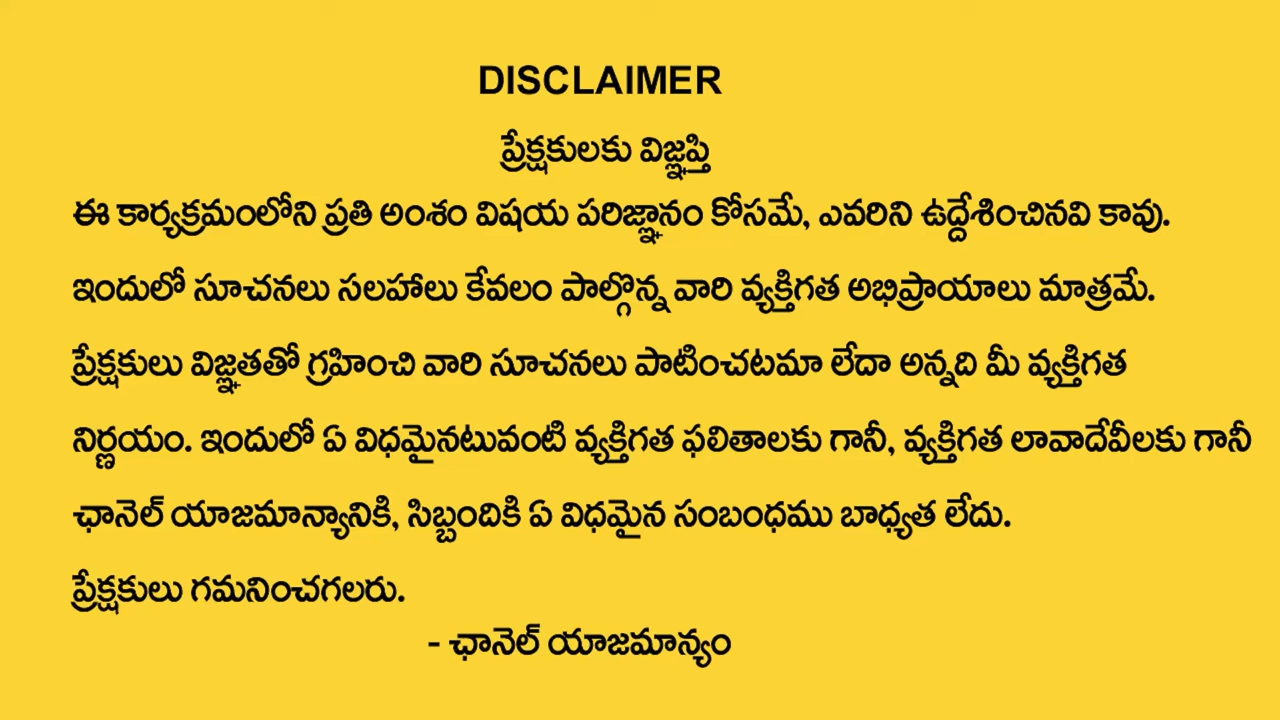 DISCLAIMER
ప్రేక్షకులకు విజ్ఞప్తి
ఈ కార్యక్రమంలోని ప్రతి అంశం విషయ పరిజ్ఞానం కోసమే, ఎవరిని ఉద్దేశించినవి కావు.
ఇందులో సూచనలు సలహాలు కేవలం పాల్గొన్న వారి వ్యక్తిగత అభిప్రాయాలు మాత్రమే.
ప్రేక్షకులు విజ్ఞతతో గ్రహించి వారి సూచనలు పాటించటమా లేదా అన్నది మీ వ్యక్తిగత
నిర్ణయం. ఇందులో ఏ విధమైనటువంటి వ్యక్తిగత ఫలితాలకు గానీ, వ్యక్తిగత లావాదేవీలకు గానీ
ఛానెల్ యాజమాన్యానికి, సిబ్బందికి ఏ విధమైన సంబంధము బాధ్యత లేదు.
ప్రేక్షకులు గమనించగలరు.
- ఛానెల్ యాజమాన్యం